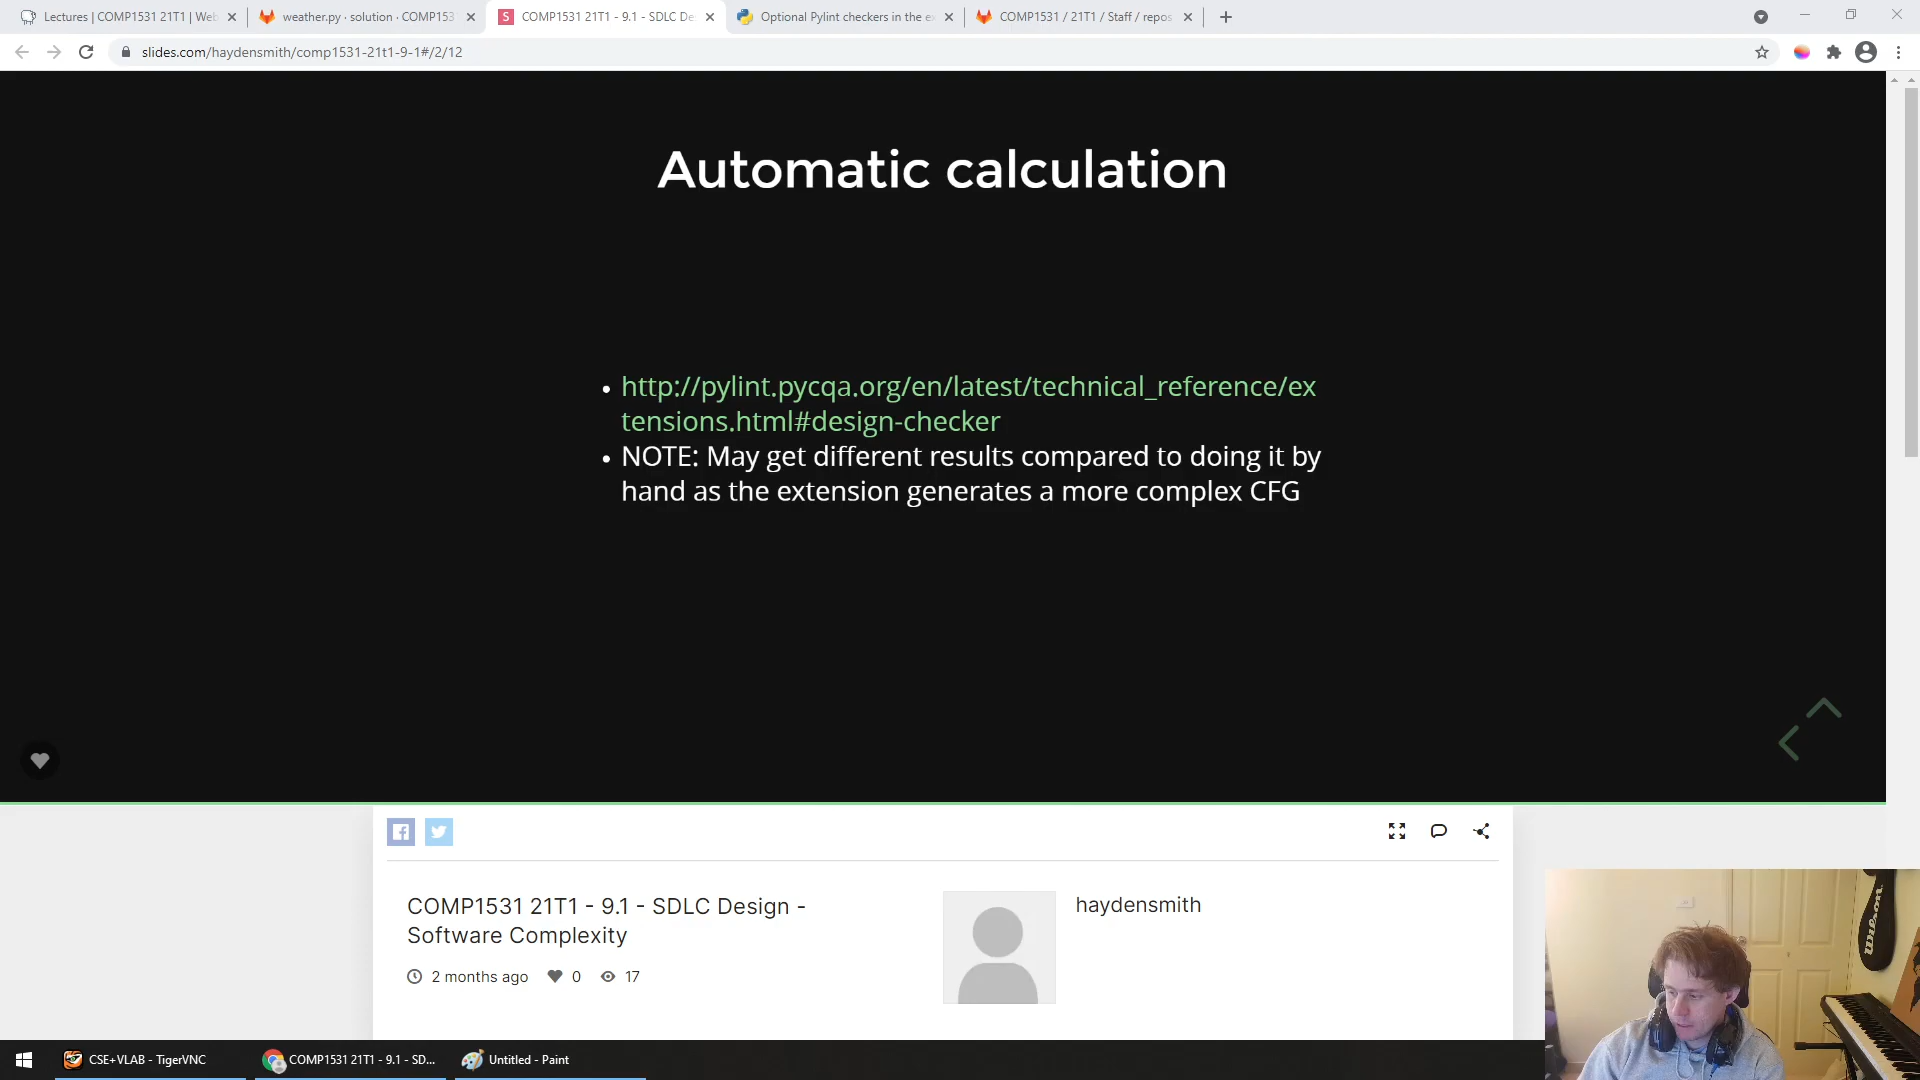 Lectures | COMP1531 21T1 | Web
weather.py · solution · COMP153
COMP1531 21T1 - 9.1 - SDLC De
Optional Pylint checkers in the e
COMP1531 / 21T1 / Staff / repos
slides.com/haydensmith/comp1531-21t1-9-1#/2/12
Automatic calculation
• http://pylint.pycqa.org/en/latest/technical_reference/ex
tensions.html#design-checker
• NOTE: May get different results compared to doing it by
hand as the extension generates a more complex CFG
COMP1531 21T1 - 9.1 - SDLC Design -
Software Complexity
2 months ago 0 17
haydensmith
Wilson
CSE+VLAB - TigerVNC
COMP1531 21T1 - 9.1 - SD...
Untitled - Paint